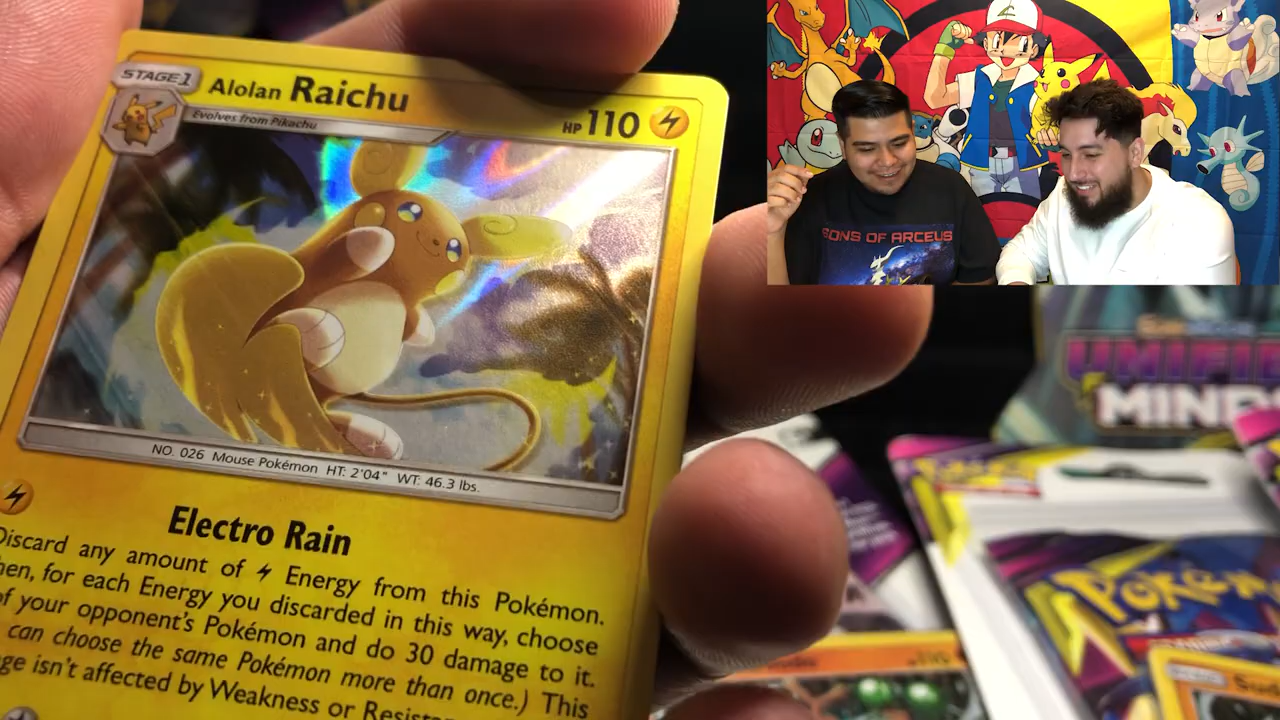 STAGE 1
Alolan Raichu
HP 110
Evolves from Pikachu
NO. 026 Mouse Pokémon HT: 2'04" WT: 46.3 lbs.
Electro Rain
Discard any amount of Energy from this Pokémon.
for each Energy you discarded in this way, choose
of your opponent's Pokémon and do 30 damage to it.
can choose the same Pokémon more than once.) This
isn't affected by Weakness or
SONS OF ARCEUS
UNIFIED
MINDS
POKÉMON